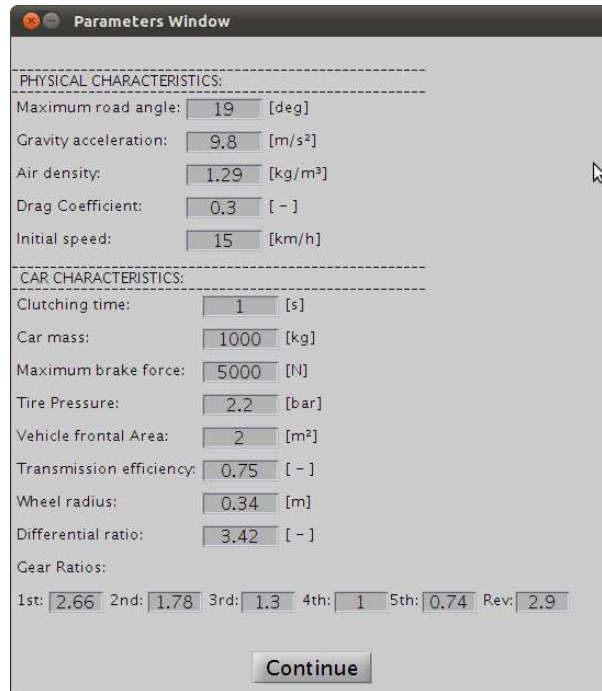 Parameters Window
PHYSICAL CHARACTERISTICS:
Maximum road angle: 19 [deg]
Gravity acceleration: 9.8 [m/s²]
Air density: 1.29 [kg/m³]
Drag Coefficient: 0.3 [-]
Initial speed: 15 [km/h]
CAR CHARACTERISTICS:
Clutching time: 1 [s]
Car mass: 1000 [kg]
Maximum brake force: 5000 [N]
Tire Pressure: 2.2 [bar]
Vehicle frontal Area: 2 [m²]
Transmission efficiency: 0.75 [-]
Wheel radius: 0.34 [m]
Differential ratio: 3.42 [-]
Gear Ratios:
1st: 2.66 2nd: 1.78 3rd: 1.3 4th: 1 5th: 0.74 Rev: 2.9
Continue